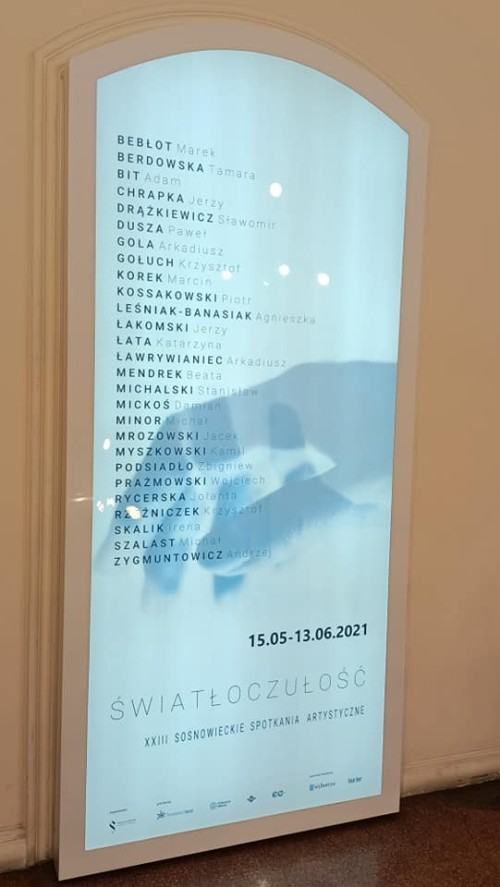 BEBŁOT Marek
BERDOWSKA Tamara
BIT Adam
CHRAPKA Jerzy
DRĄŻKIEWICZ Sławomir
DUSZA Paweł
GOLA Arkadiusz
GOŁUCH Krzysztof
KOREK Marcin
KOSSAKOWSKI Piotr
LEŚNIAK-BANASIAK Agnieszka
ŁAKOMSKI Jerzy
ŁATA Katarzyna
ŁAWRYWIANIEC Arkadiusz
MENDREK Beata
MICHALSKI Stanisław
MICKOŚ Damian
MINOR Michał
MROZOWSKI Jacek
MYSZKOWSKI Kamil
PODSIADŁO Zbigniew
PRAŻMOWSKI Wojciech
RYCERSKA Jolanta
RZEŹNICZEK Krzysztof
SKALIK Irena
SZALAST Michał
ZYGMUNTOWICZ Andrzej
15.05-13.06.2021
ŚWIATŁOCZUŁOŚĆ
XXIII SOSNOWIECKIE SPOTKANIA ARTYSTYCZNE